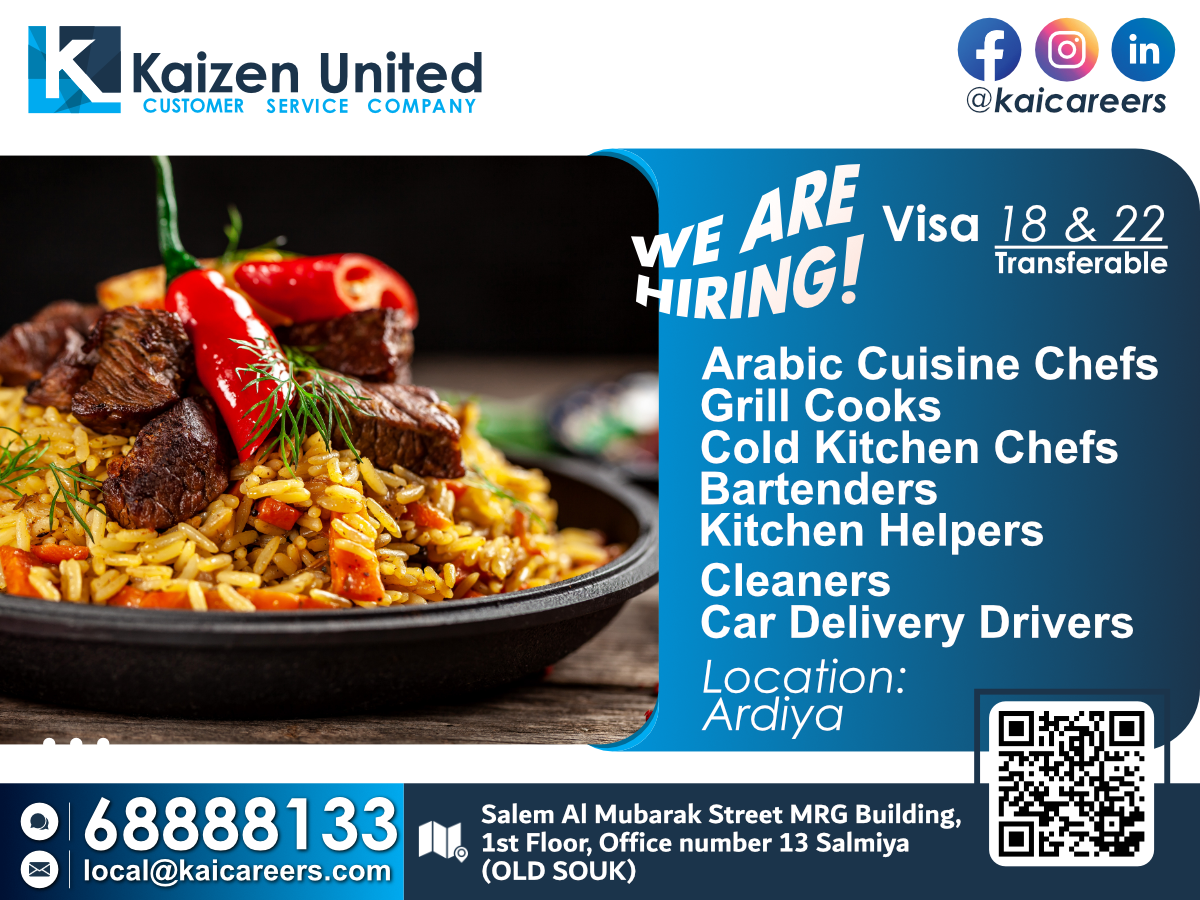 K
Kaizen United
CUSTOMER SERVICE COMPANY
f
in
@kaicareers
WE ARE
HIRING!
Visa 18 & 22
Transferable
Arabic Cuisine Chefs
Grill Cooks
Cold Kitchen Chefs
Bartenders
Kitchen Helpers
Cleaners
Car Delivery Drivers
Location:
Ardiya
68888133
local@kaicareers.com
Salem Al Mubarak Street MRG Building,
1st Floor, Office number 13 Salmiya
(OLD SOUK)